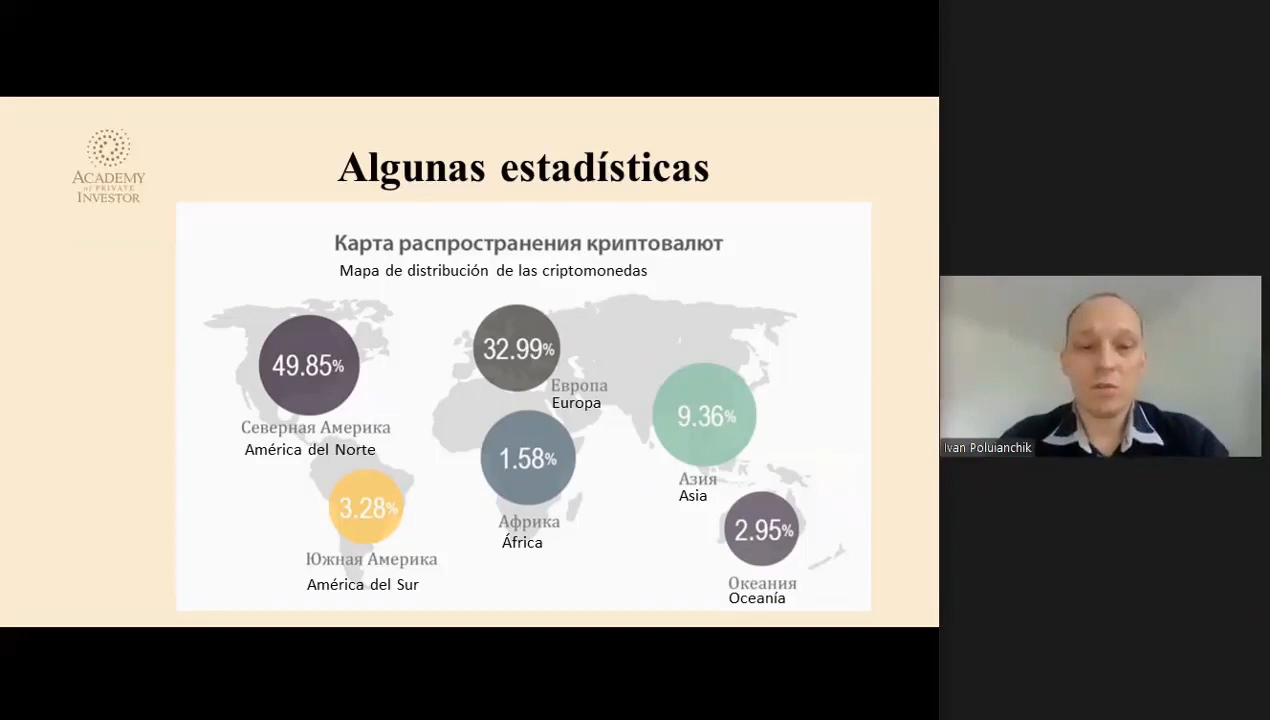 ACADEMY
of PRIVATE
INVESTOR
Algunas estadísticas
Карта распространения криптовалют
Mapa de distribución de las criptomonedas
49.85%
Северная Америка
América del Norte
32.99%
Европа
Europa
9.36%
Азия
Asia
1.58%
Африка
África
3.28%
Южная Америка
América del Sur
2.95%
Океания
Oceanía
Ivan Poluianchik